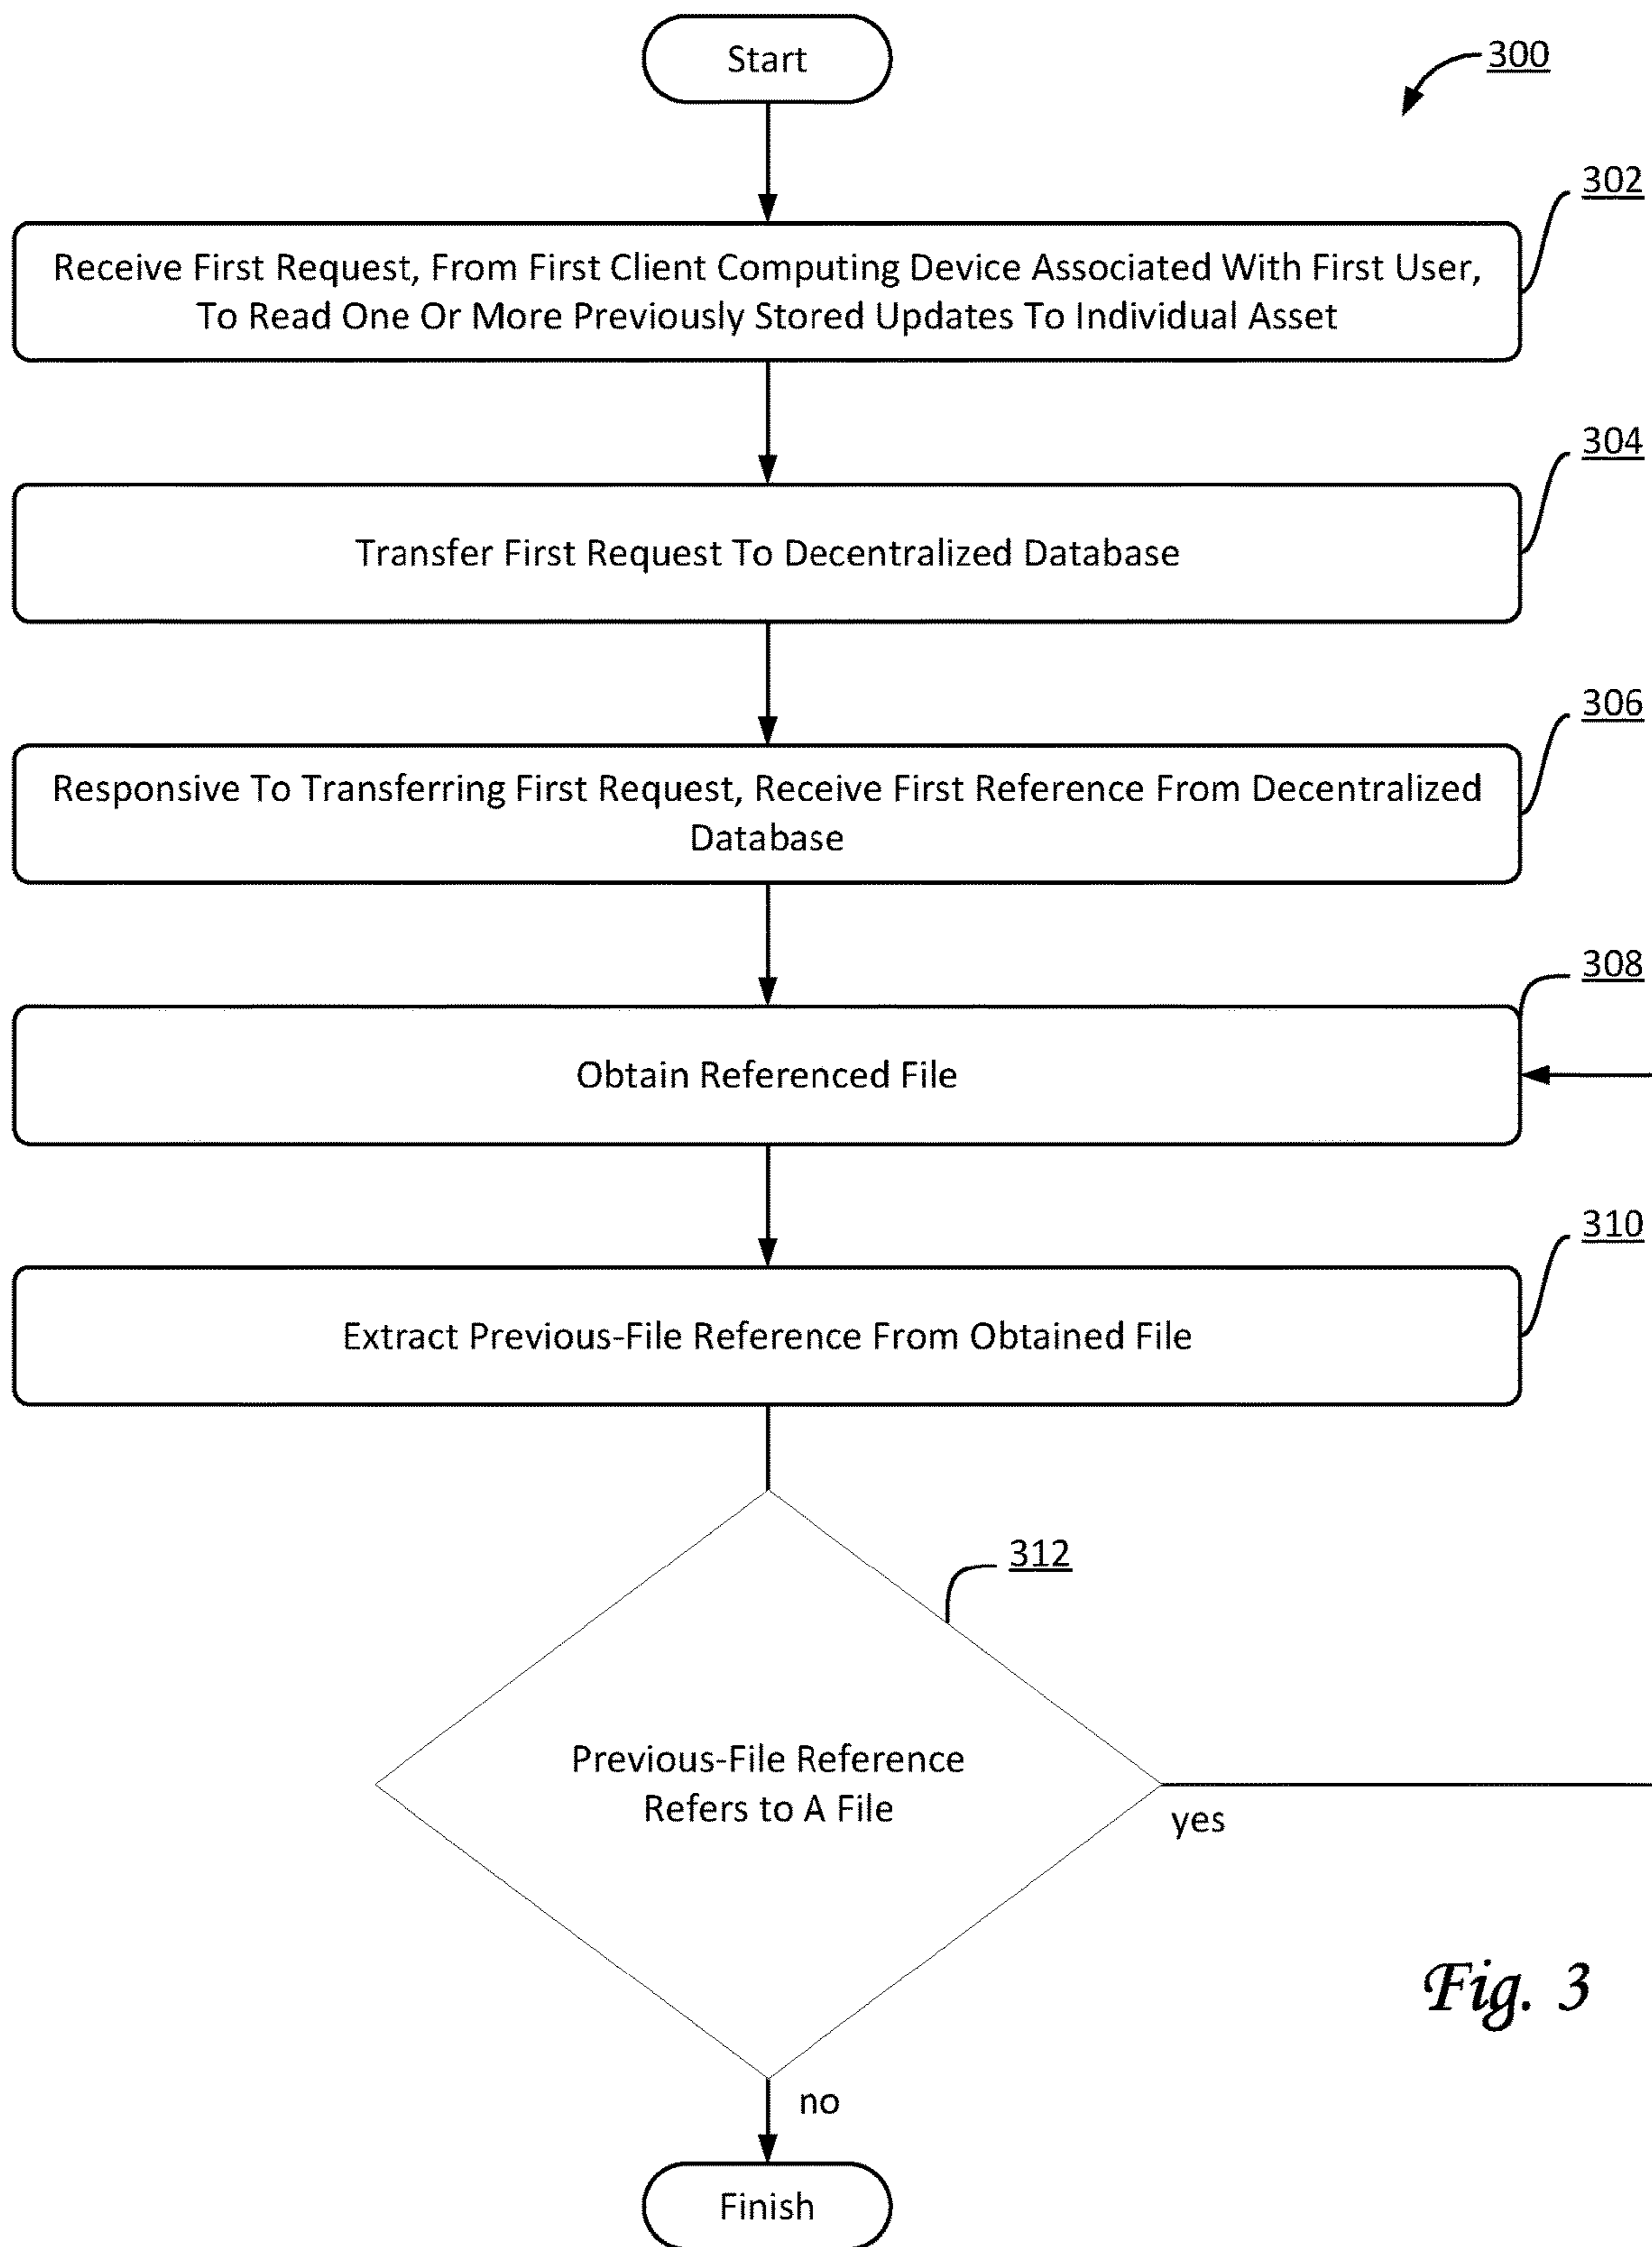 Start
300
302
Receive First Request, From First Client Computing Device Associated With First User,
To Read One Or More Previously Stored Updates To Individual Asset
304
Transfer First Request To Decentralized Database
306
Responsive To Transferring First Request, Receive First Reference From Decentralized
Database
308
Obtain Referenced File
310
Extract Previous-File Reference From Obtained File
312
Previous-File Reference
Refers to A File
yes
Fig. 3
no
Finish